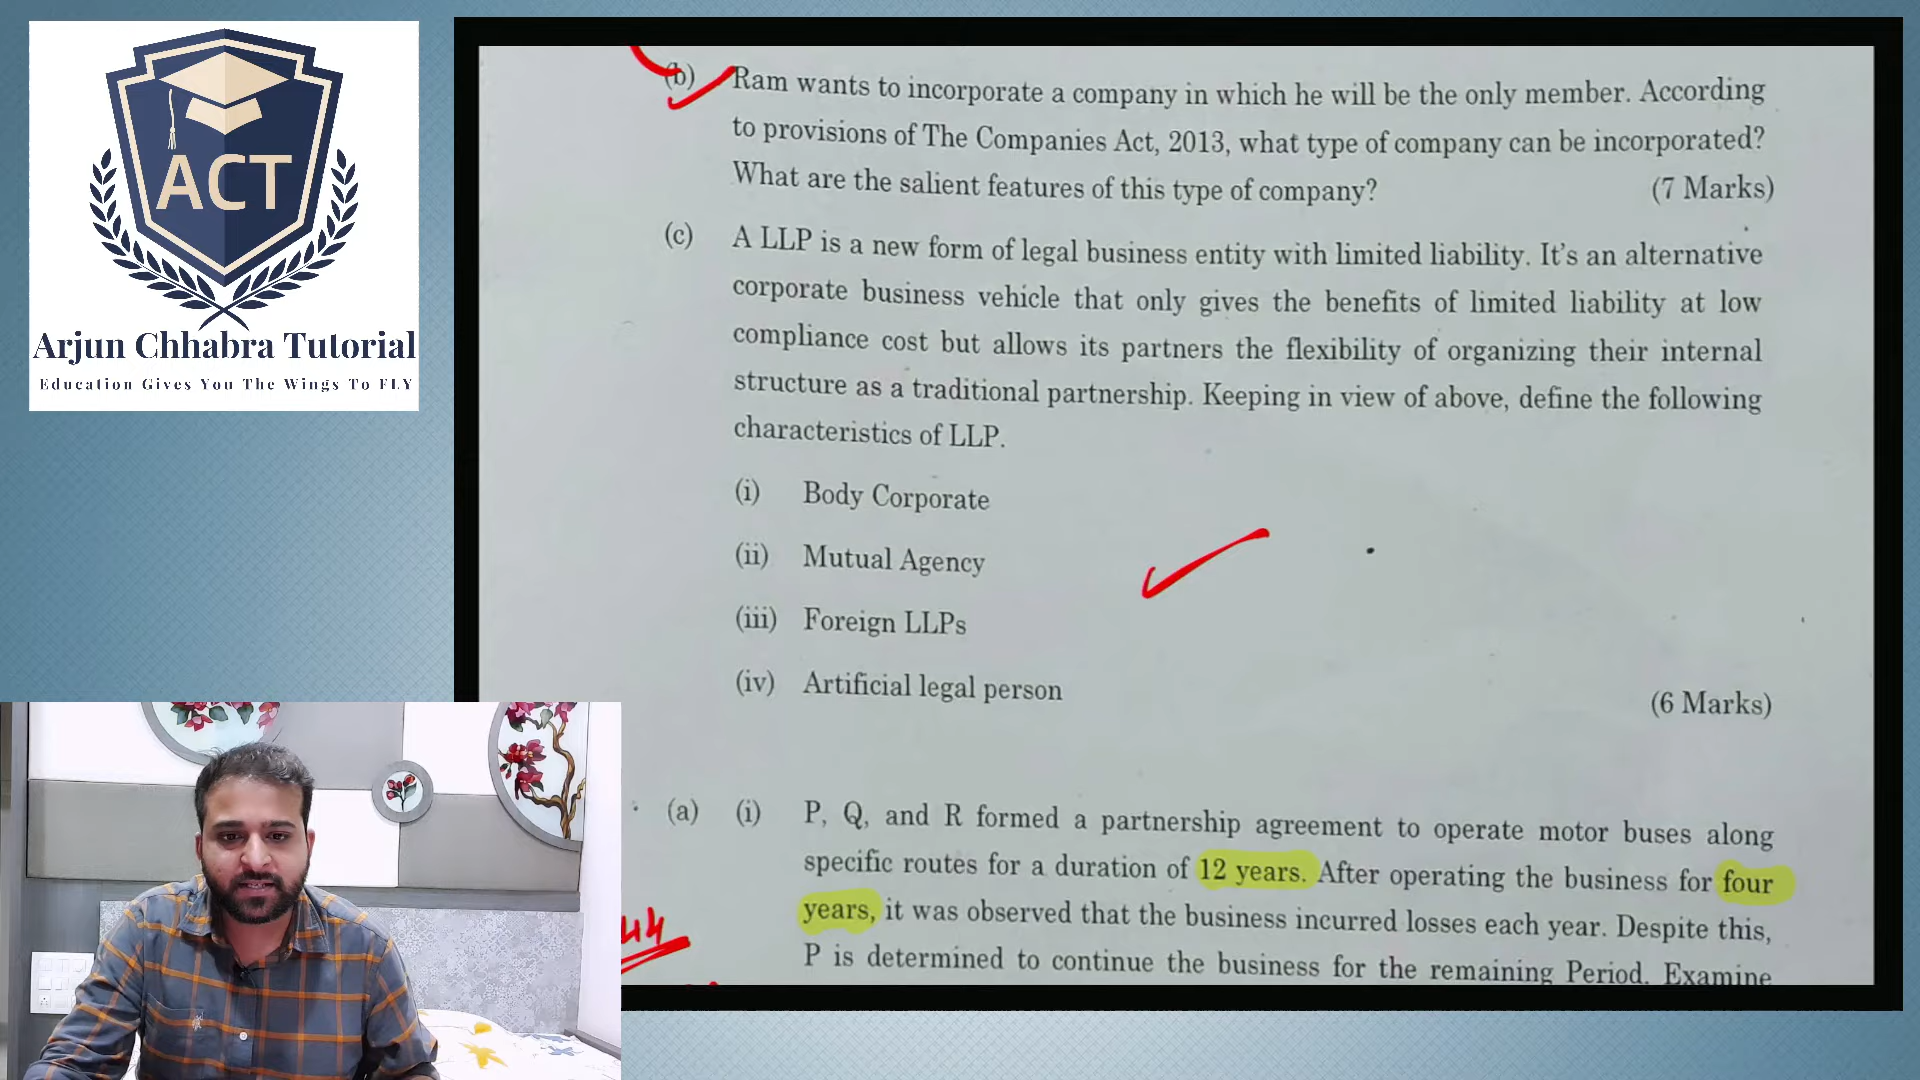 ACT
Arjun Chhabra Tutorial
Education Gives You The Wings To FLY
(b) Ram wants to incorporate a company in which he will be the only member. According
to provisions of The Companies Act, 2013, what type of company can be incorporated?
What are the salient features of this type of company? (7 Marks)
(c) A LLP is a new form of legal business entity with limited liability. It's an alternative
corporate business vehicle that only gives the benefits of limited liability at low
compliance cost but allows its partners the flexibility of organizing their internal
structure as a traditional partnership. Keeping in view of above, define the following
characteristics of LLP.
(i) Body Corporate
(ii) Mutual Agency
(iii) Foreign LLPs
(iv) Artificial legal person
(6 Marks)
(a) (i) P, Q, and R formed a partnership agreement to operate motor buses along
specific routes for a duration of 12 years. After operating the business for four
years, it was observed that the business incurred losses each year. Despite this,
44
P is determined to continue the business for the remaining Period. Examine